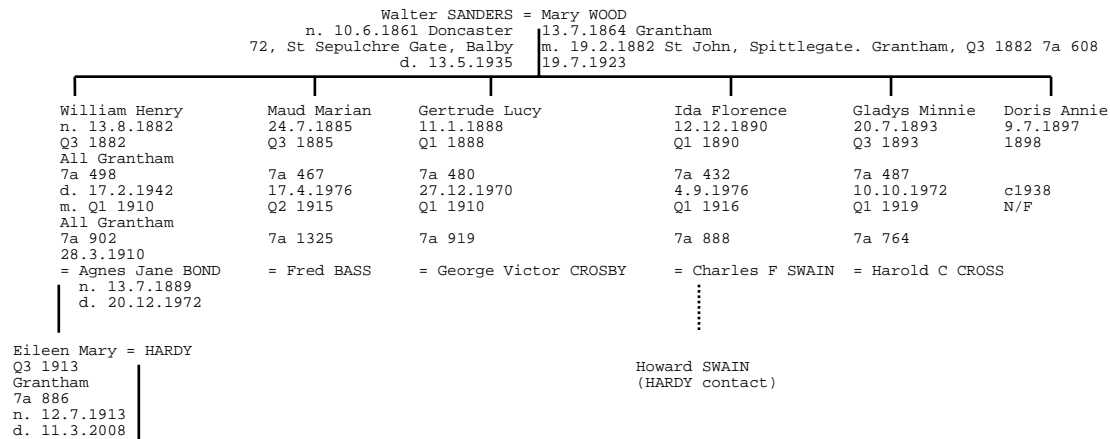 Walter SANDERS = Mary WOOD
n. 10.6.1861 Doncaster 13.7.1864 Grantham
72, St Sepulchre Gate, Balby m. 19.2.1882 St John, Spittlegate. Grantham, Q3 1882 7a 608
d. 13.5.1935 19.7.1923
William Henry Maud Marian Gertrude Lucy Ida Florence Gladys Minnie Doris Annie
n. 13.8.1882 24.7.1885 11.1.1888 12.12.1890 20.7.1893 9.7.1897
Q3 1882 Q3 1885 Q1 1888 Q1 1890 Q3 1893 1898
All Grantham
7a 498 7a 467 7a 480 7a 432 7a 487
d. 17.2.1942 17.4.1976 27.12.1970 4.9.1976 10.10.1972 c1938
m. Q1 1910 Q2 1915 Q1 1910 Q1 1916 Q1 1919 N/F
All Grantham
7a 902 7a 1325 7a 919 7a 888 7a 764
28.3.1910
= Agnes Jane BOND = Fred BASS = George Victor CROSBY = Charles F SWAIN = Harold C CROSS
n. 13.7.1889
d. 20.12.1972
Eileen Mary = HARDY
Q3 1913 Howard SWAIN
Grantham (HARDY contact)
7a 886
n. 12.7.1913
d. 11.3.2008